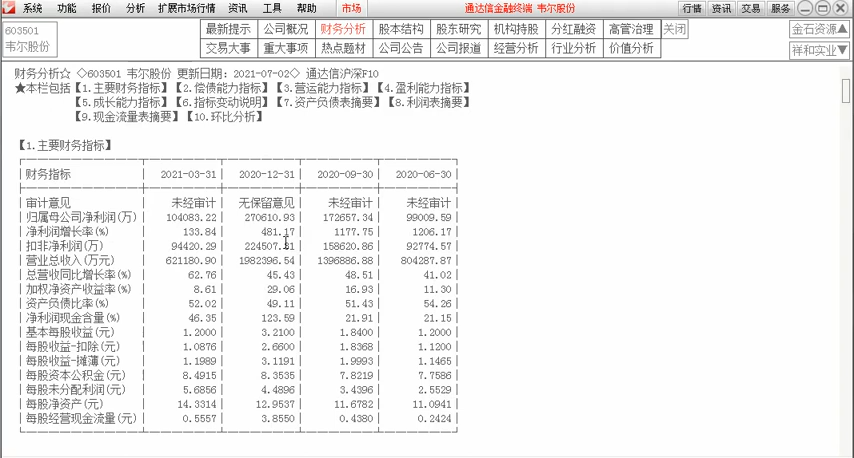 系统 功能 报价 分析 扩展市场行情 资讯 工具 帮助 市场 通达信金融终端 韦尔股份 行情 资讯 交易 服务
603501
韦尔股份
最新提示 公司概况 财务分析 股本结构 股东研究 机构持股 分红融资 高管治理 关闭
交易大事 重大事项 热点题材 公司公告 公司报道 经营分析 行业分析 价值分析
金石资源▲
祥和实业▼
财务分析☆ ◇603501 韦尔股份 更新日期: 2021-07-02◇ 通达信沪深F10
★本栏包括【1.主要财务指标】【2.偿债能力指标】【3.营运能力指标】【4.盈利能力指标】
【5.成长能力指标】【6.指标变动说明】【7.资产负债表摘要】【8.利润表摘要】
【9.现金流量表摘要】【10.环比分析】
【1.主要财务指标】
财务指标 2021-03-31 2020-12-31 2020-09-30 2020-06-30
审计意见 未经审计 无保留意见 未经审计 未经审计
归属母公司净利润(万) 104083.22 270610.93 172657.34 99009.59
净利润增长率(%) 133.84 481.17 1177.75 1206.17
扣非净利润(万) 94420.29 224507.31 158620.86 92774.57
营业总收入(万元) 621180.90 1982396.54 1396886.88 804287.87
总营收同比增长率(%) 62.76 45.43 48.51 41.02
加权净资产收益率(%) 8.61 29.06 16.93 11.30
资产负债比率(%) 52.02 49.11 51.43 54.26
净利润现金含量(%) 46.35 123.59 21.91 21.15
基本每股收益(元) 1.2000 3.2100 1.8400 1.2000
每股收益-扣除(元) 1.0876 2.6600 1.8368 1.1200
每股收益-摊薄(元) 1.1989 3.1191 1.9993 1.1465
每股资本公积金(元) 8.4915 8.3535 7.8219 7.7586
每股未分配利润(元) 5.6856 4.4896 3.4396 2.5529
每股净资产(元) 14.3314 12.9537 11.6782 11.0941
每股经营现金流量(元) 0.5557 3.8550 0.4380 0.2424